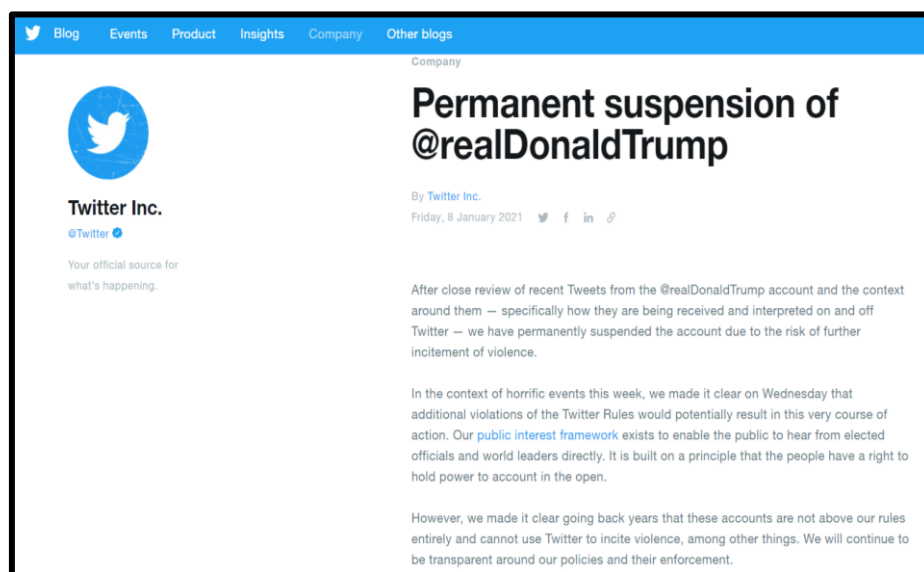 Blog Events Product Insights Company Other blogs
Company
Permanent suspension of
@realDonaldTrump
By Twitter Inc.
Friday, 8 January 2021
Twitter Inc.
@Twitter
Your official source for
what's happening.
After close review of recent Tweets from the @realDonaldTrump account and the context
around them — specifically how they are being received and interpreted on and off
Twitter — we have permanently suspended the account due to the risk of further
incitement of violence.
In the context of horrific events this week, we made it clear on Wednesday that
additional violations of the Twitter Rules would potentially result in this very course of
action. Our public interest framework exists to enable the public to hear from elected
officials and world leaders directly. It is built on a principle that the people have a right to
hold power to account in the open.
However, we made it clear going back years that these accounts are not above our rules
entirely and cannot use Twitter to incite violence, among other things. We will continue to
be transparent around our policies and their enforcement.